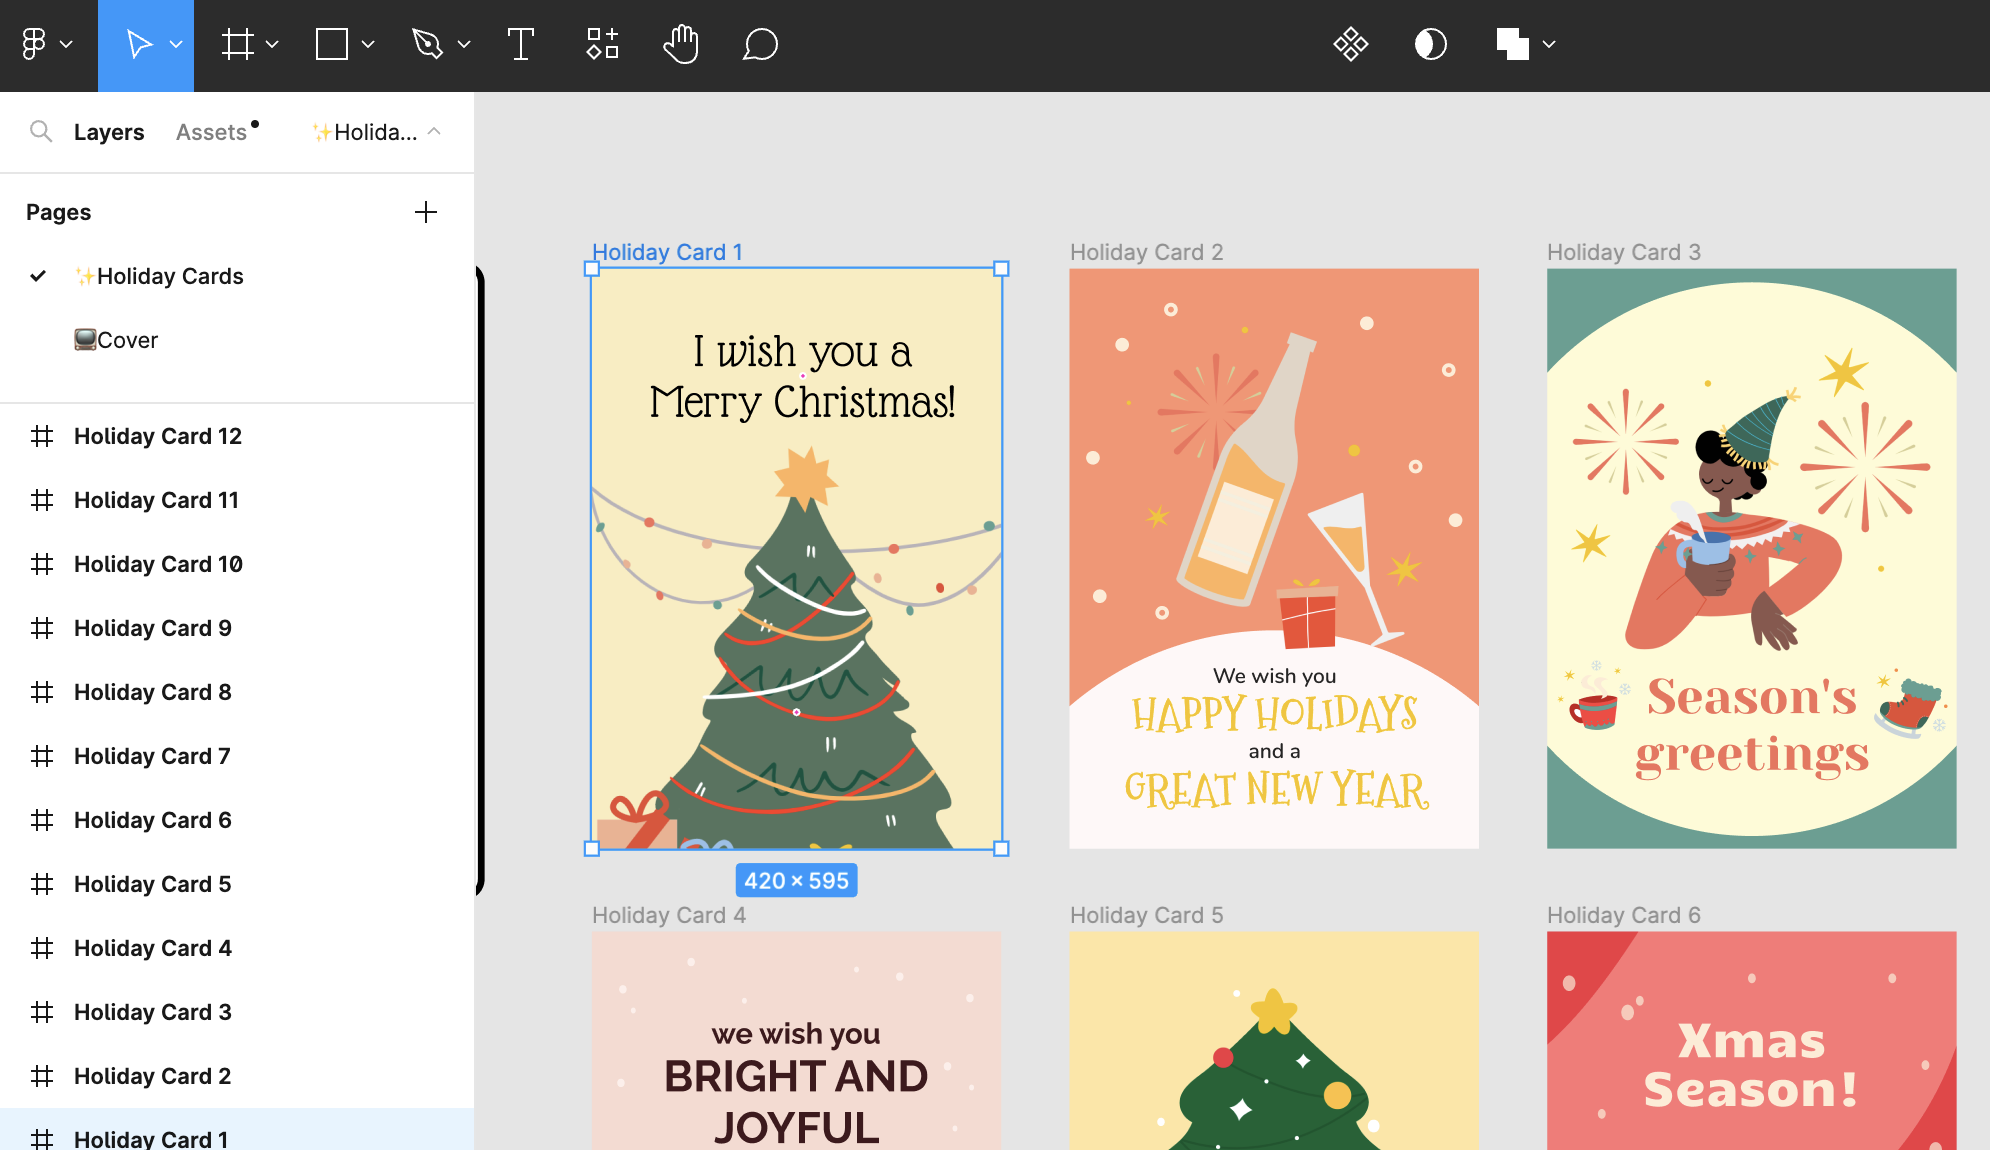 Layers
Assets
✨Holida...
Pages
✨Holiday Cards
Cover
Holiday Card 12
Holiday Card 11
Holiday Card 10
Holiday Card 9
Holiday Card 8
Holiday Card 7
Holiday Card 6
Holiday Card 5
Holiday Card 4
Holiday Card 3
Holiday Card 2
Holiday Card 1
Holiday Card 1
I wish you a
Merry Christmas!
420 × 595
Holiday Card 2
We wish you
HAPPY HOLIDAYS
and a
GREAT NEW YEAR
Holiday Card 3
Season's
greetings
Holiday Card 4
we wish you
BRIGHT AND
JOYFUL
Holiday Card 5
Holiday Card 6
Xmas
Season!